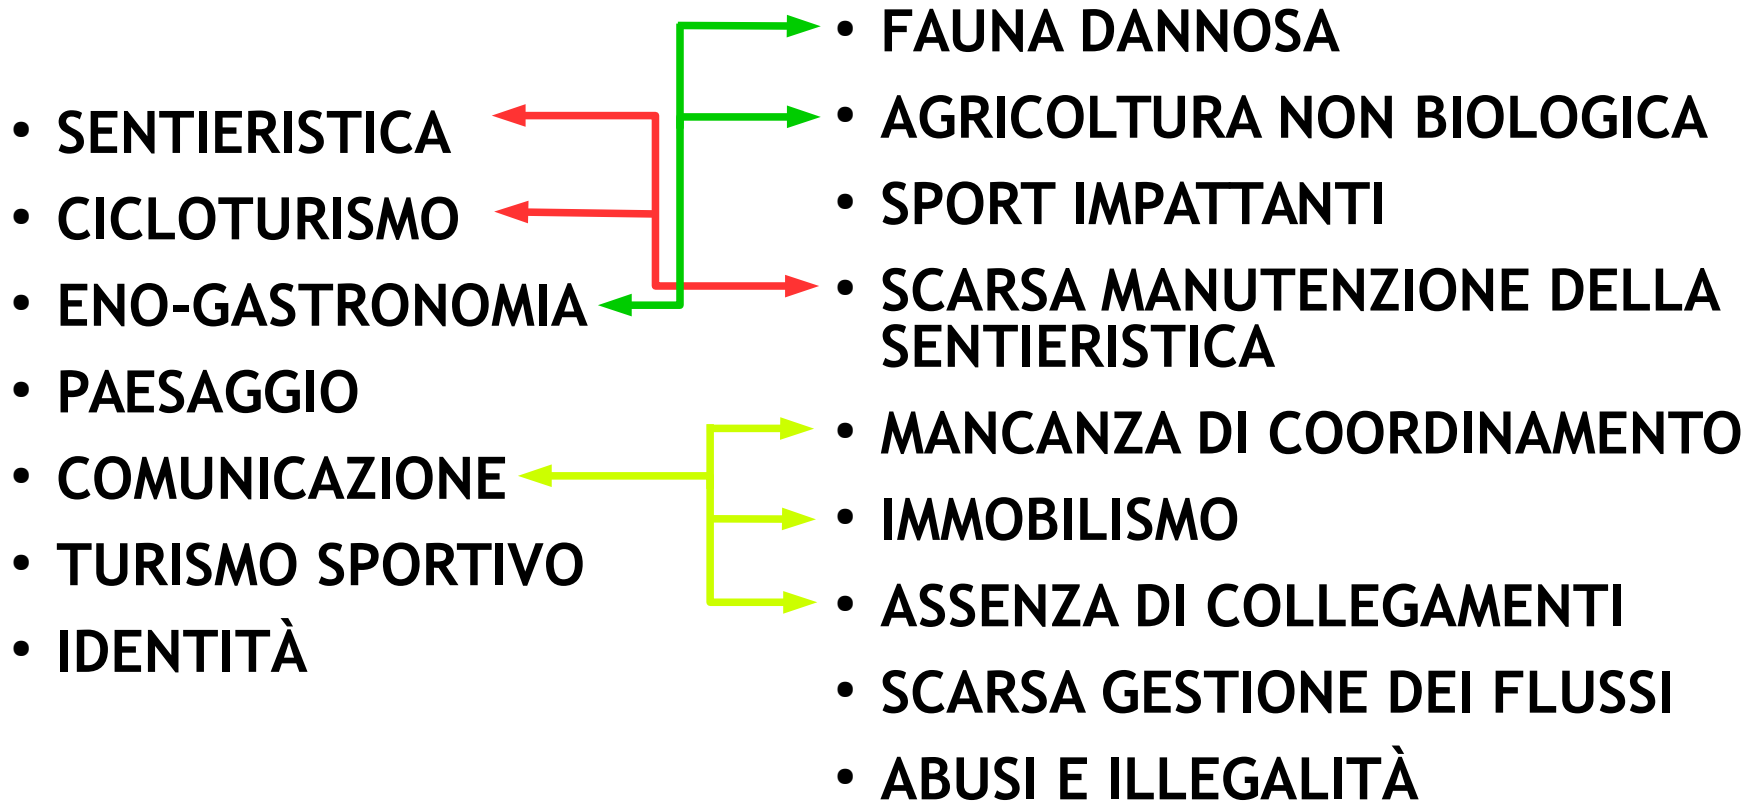 • SENTIERISTICA
• CICLOTURISMO
• ENO-GASTRONOMIA
• PAESAGGIO
• COMUNICAZIONE
• TURISMO SPORTIVO
• IDENTITÀ
• FAUNA DANNOSA
• AGRICOLTURA NON BIOLOGICA
• SPORT IMPATTANTI
• SCARSA MANUTENZIONE DELLA
SENTIERISTICA
• MANCANZA DI COORDINAMENTO
• IMMOBILISMO
• ASSENZA DI COLLEGAMENTI
• SCARSA GESTIONE DEI FLUSSI
• ABUSI E ILLEGALITÀ